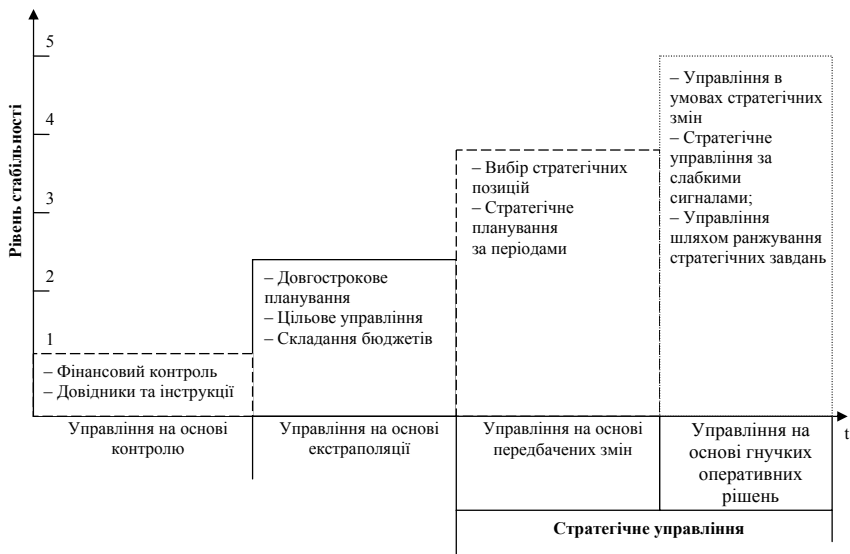 Рівень стабільності
5
4
3
2
1
– Фінансовий контроль
– Довідники та інструкції
– Довгострокове
планування
– Цільове управління
– Складання бюджетів
– Вибір стратегічних
позицій
– Стратегічне
планування
за періодами
– Управління в
умовах стратегічних
змін
– Стратегічне
управління за
слабкими
сигналами;
– Управління
шляхом ранжування
стратегічних завдань
Управління на основі
контролю
Управління на основі
екстраполяції
Управління на основі
передбачених змін
Управління на
основі гнучких
оперативних
рішень
t
Стратегічне управління